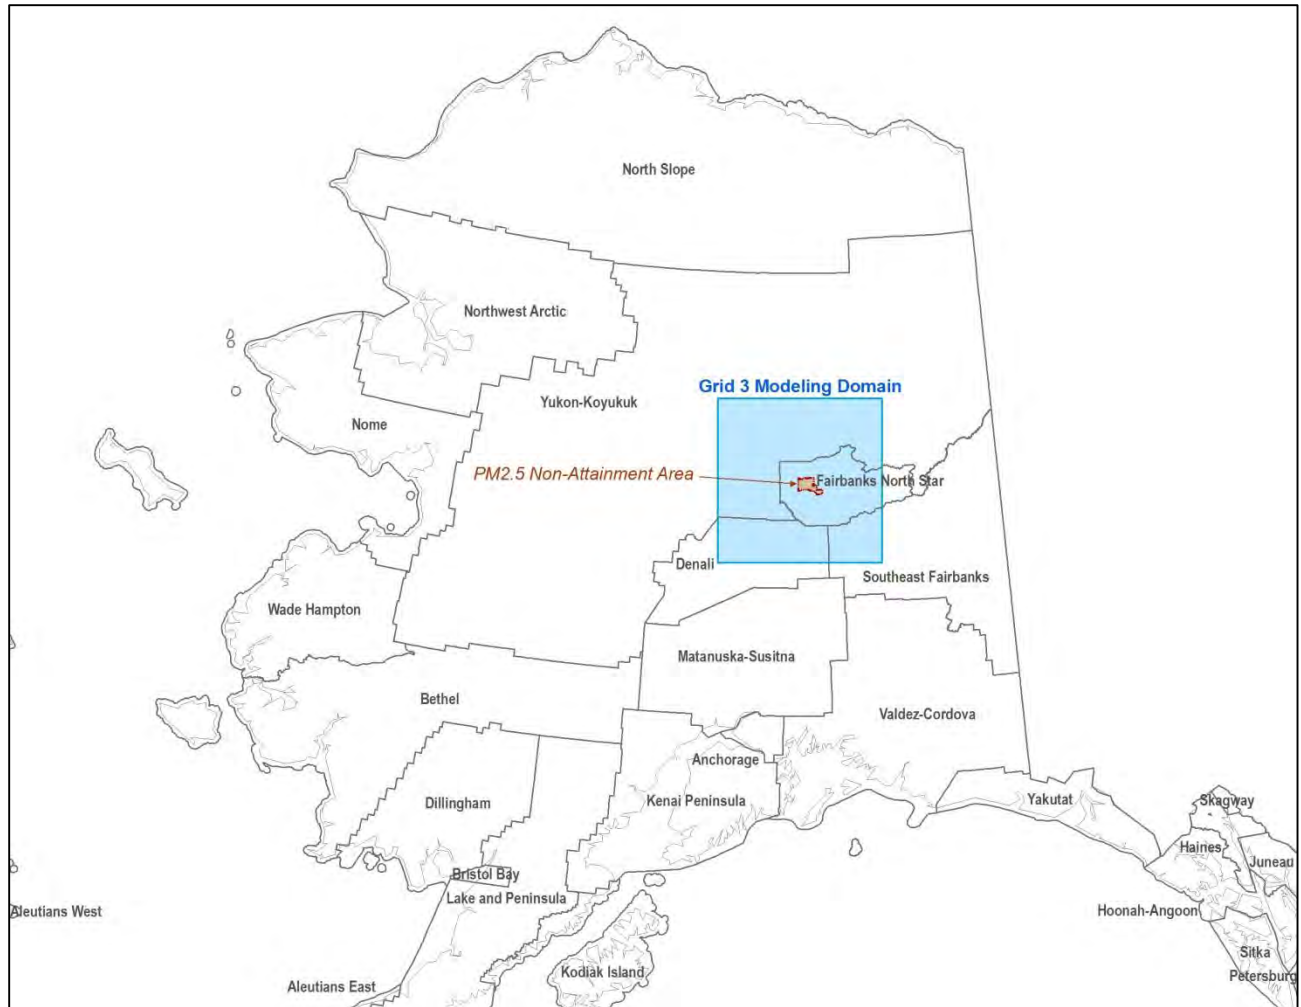 North Slope
Northwest Arctic
Grid 3 Modeling Domain
Yukon-Koyukuk
Nome
PM2.5 Non-Attainment Area
Fairbanks North Star
Denali
Southeast Fairbanks
Wade Hampton
Matanuska-Susitna
Bethel
Valdez-Cordova
Anchorage
Dillingham
Kenai Peninsula
Yakutat
Skagway
Haines
Juneau
Bristol Bay
Lake and Peninsula
Aleutians West
Hoonah-Angoon
Sitka
Kodiak Island
Petersburg
Aleutians East